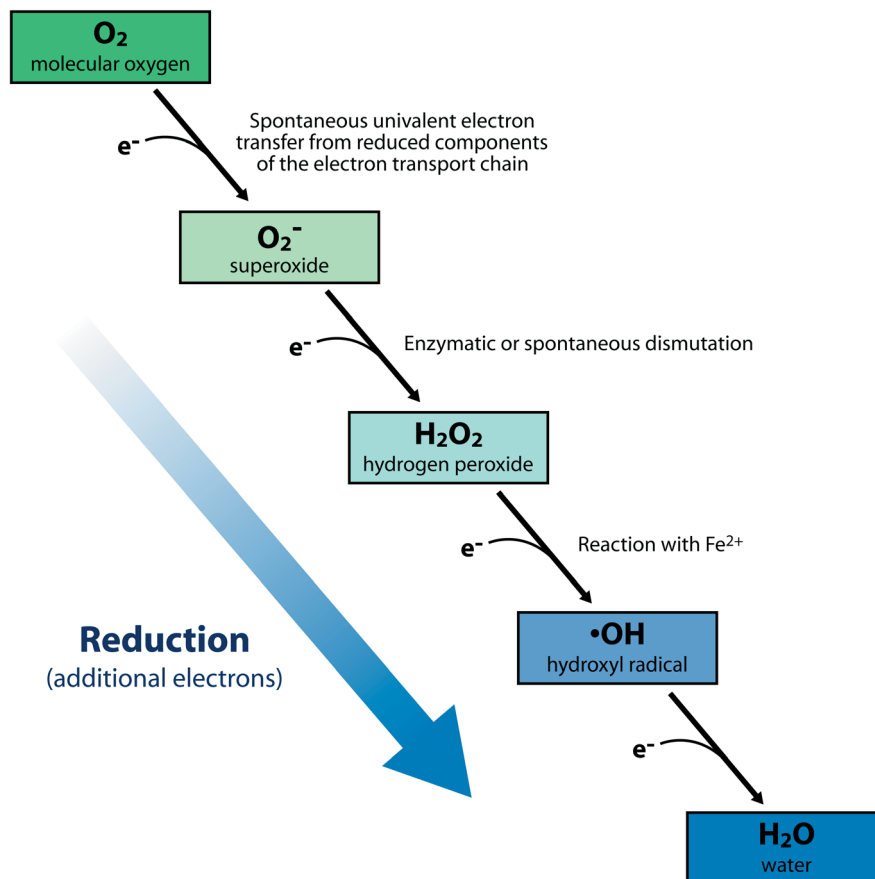 O₂
molecular oxygen
e⁻
Spontaneous univalent electron
transfer from reduced components
of the electron transport chain
O₂⁻
superoxide
e⁻
Enzymatic or spontaneous dismutation
H₂O₂
hydrogen peroxide
e⁻
Reaction with Fe²⁺
•OH
hydroxyl radical
Reduction
(additional electrons)
e⁻
H₂O
water